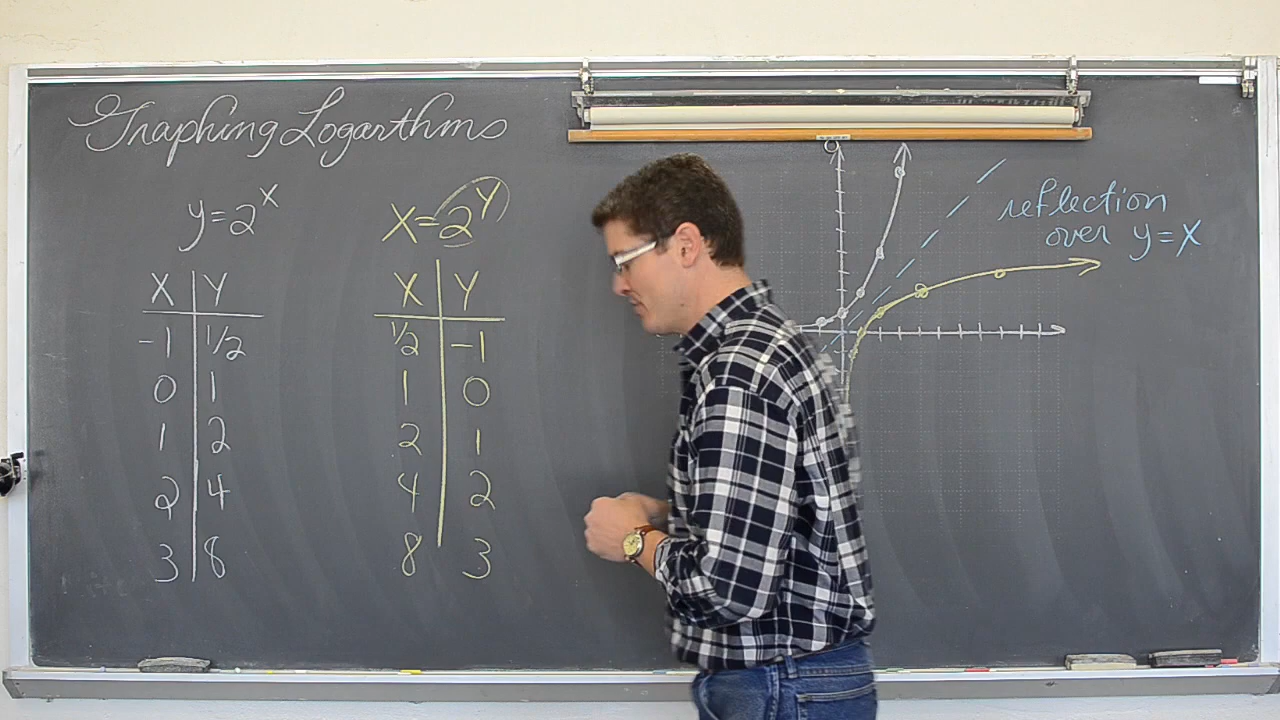 Graphing Logarthms
y=2^x
X Y
-1 1/2
0 1
1 2
2 4
3 8
X=2^Y
X Y
1/2 -1
1 0
2 1
4 2
8 3
reflection
over y=X